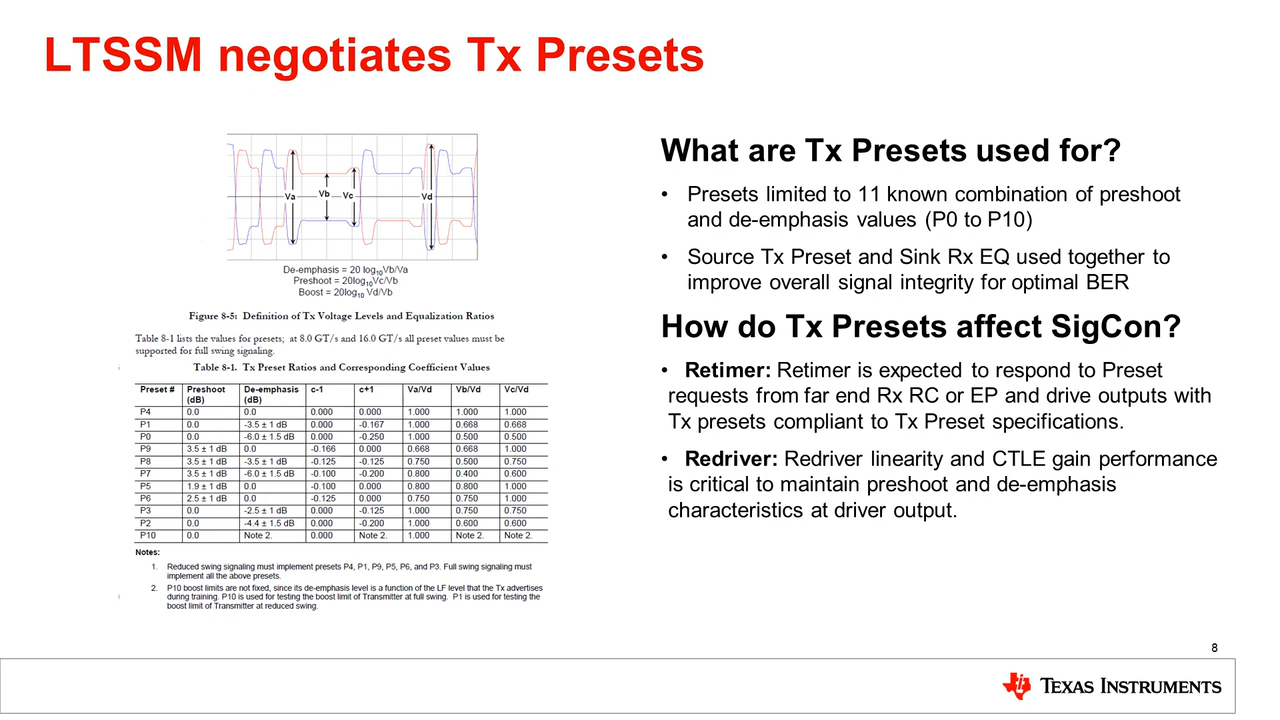 LTSSM negotiates Tx Presets
Va
Vb
Vc
Vd
De-emphasis = 20 log10Vb/Va
Preshoot = 20log10Vc/Vb
Boost = 20log10 Vd/Vb
Figure 8-5: Definition of Tx Voltage Levels and Equalization Ratios
Table 8-1 lists the values for presets; at 8.0 GT/s and 16.0 GT/s all preset values must be
supported for full swing signaling.
Table 8-1. Tx Preset Ratios and Corresponding Coefficient Values
Preset # Preshoot (dB) De-emphasis (dB) c-1 c+1 Va/Vd Vb/Vd Vc/Vd
P4 0.0 0.0 0.000 0.000 1.000 1.000 1.000
P1 0.0 -3.5 ± 1 dB 0.000 -0.167 1.000 0.668 0.668
P0 0.0 -6.0 ± 1.5 dB 0.000 -0.250 1.000 0.500 0.500
P9 3.5 ± 1 dB 0.0 -0.166 0.000 0.668 0.668 1.000
P8 3.5 ± 1 dB -3.5 ± 1 dB -0.125 -0.125 0.750 0.500 0.750
P7 3.5 ± 1 dB -6.0 ± 1.5 dB -0.100 -0.200 0.800 0.400 0.600
P5 1.9 ± 1 dB 0.0 -0.100 0.000 0.800 0.800 1.000
P6 2.5 ± 1 dB 0.0 -0.125 0.000 0.750 0.750 1.000
P3 0.0 -2.5 ± 1 dB 0.000 -0.125 1.000 0.750 0.750
P2 0.0 -4.4 ± 1.5 dB 0.000 -0.200 1.000 0.600 0.600
P10 0.0 Note 2. 0.000 Note 2. 1.000 Note 2. Note 2.
Notes:
1. Reduced swing signaling must implement presets P4, P1, P9, P5, P6, and P3. Full swing signaling must
implement all the above presets.
2. P10 boost limits are not fixed, since its de-emphasis level is a function of the LF level that the Tx advertises
during training. P10 is used for testing the boost limit of Transmitter at full swing. P1 is used for testing the
boost limit of Transmitter at reduced swing.
What are Tx Presets used for?
• Presets limited to 11 known combination of preshoot
and de-emphasis values (P0 to P10)
• Source Tx Preset and Sink Rx EQ used together to
improve overall signal integrity for optimal BER
How do Tx Presets affect SigCon?
• Retimer: Retimer is expected to respond to Preset
requests from far end Rx RC or EP and drive outputs with
Tx presets compliant to Tx Preset specifications.
• Redriver: Redriver linearity and CTLE gain performance
is critical to maintain preshoot and de-emphasis
characteristics at driver output.
8
TEXAS INSTRUMENTS